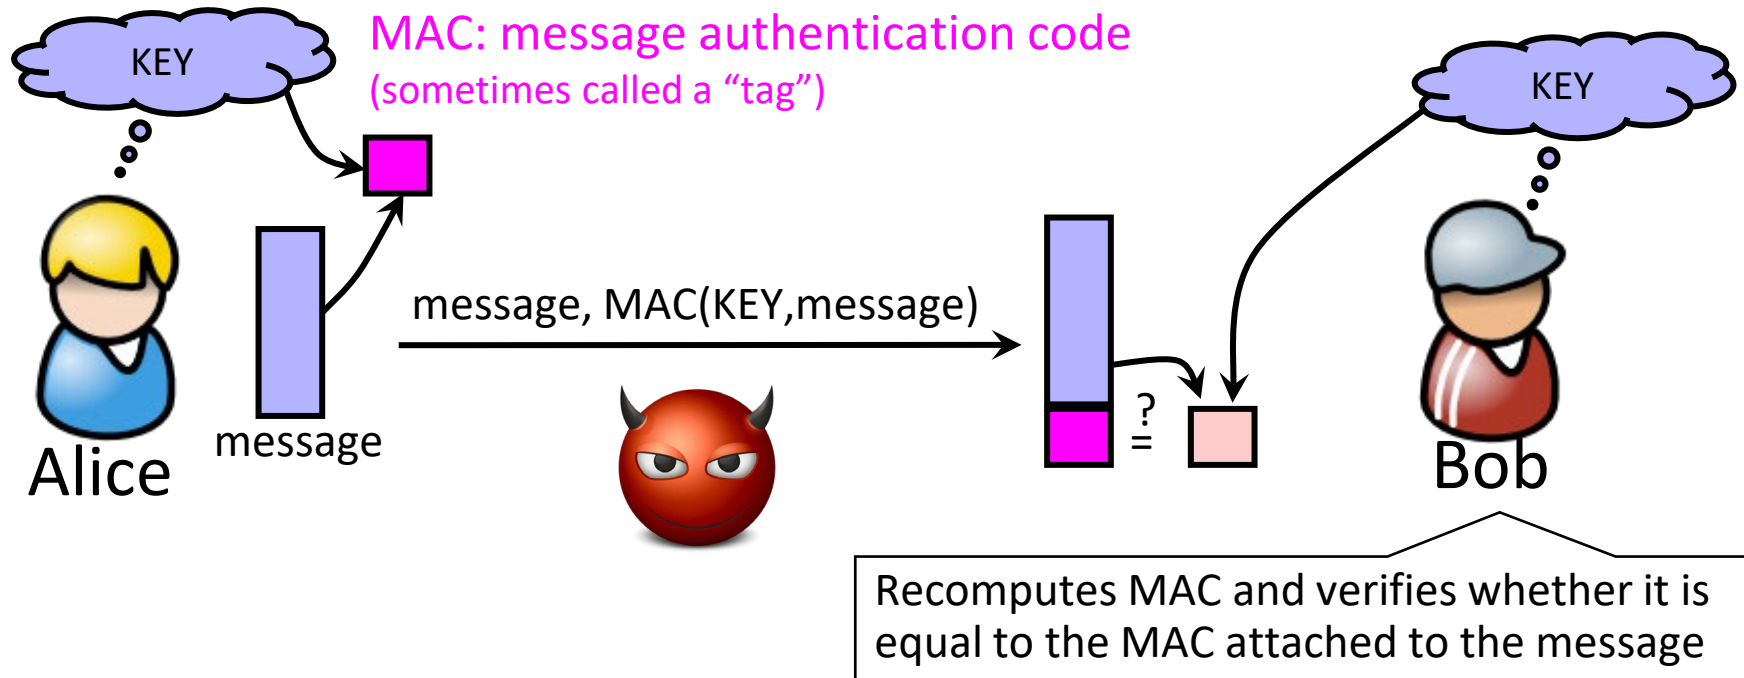 KEY
MAC: message authentication code
(sometimes called a “tag”)
KEY
message, MAC(KEY,message)
?
=
message
Alice
Bob
Recomputes MAC and verifies whether it is
equal to the MAC attached to the message